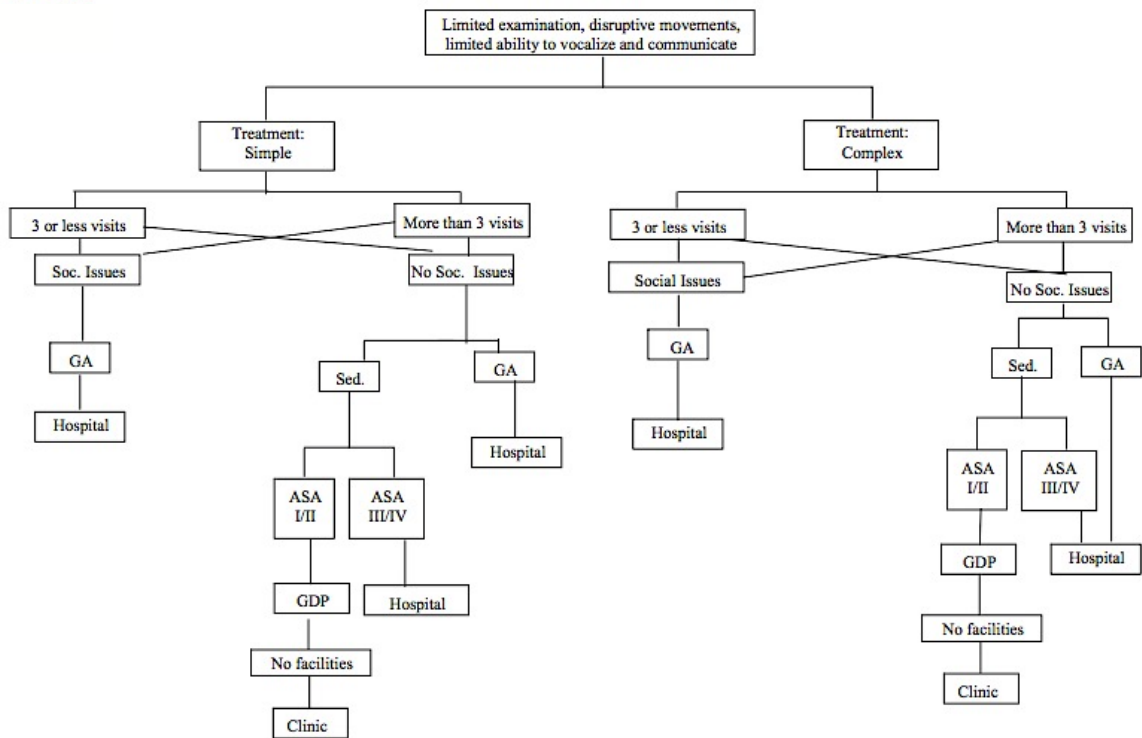 Limited examination, disruptive movements,
limited ability to vocalize and communicate
Treatment:
Simple
Treatment:
Complex
3 or less visits
More than 3 visits
3 or less visits
More than 3 visits
Soc. Issues
No Soc. Issues
Social Issues
No Soc. Issues
GA
Sed.
GA
GA
Sed.
GA
Hospital
Hospital
Hospital
ASA
I/II
ASA
III/IV
ASA
I/II
ASA
III/IV
GDP
Hospital
GDP
Hospital
No facilities
No facilities
Clinic
Clinic